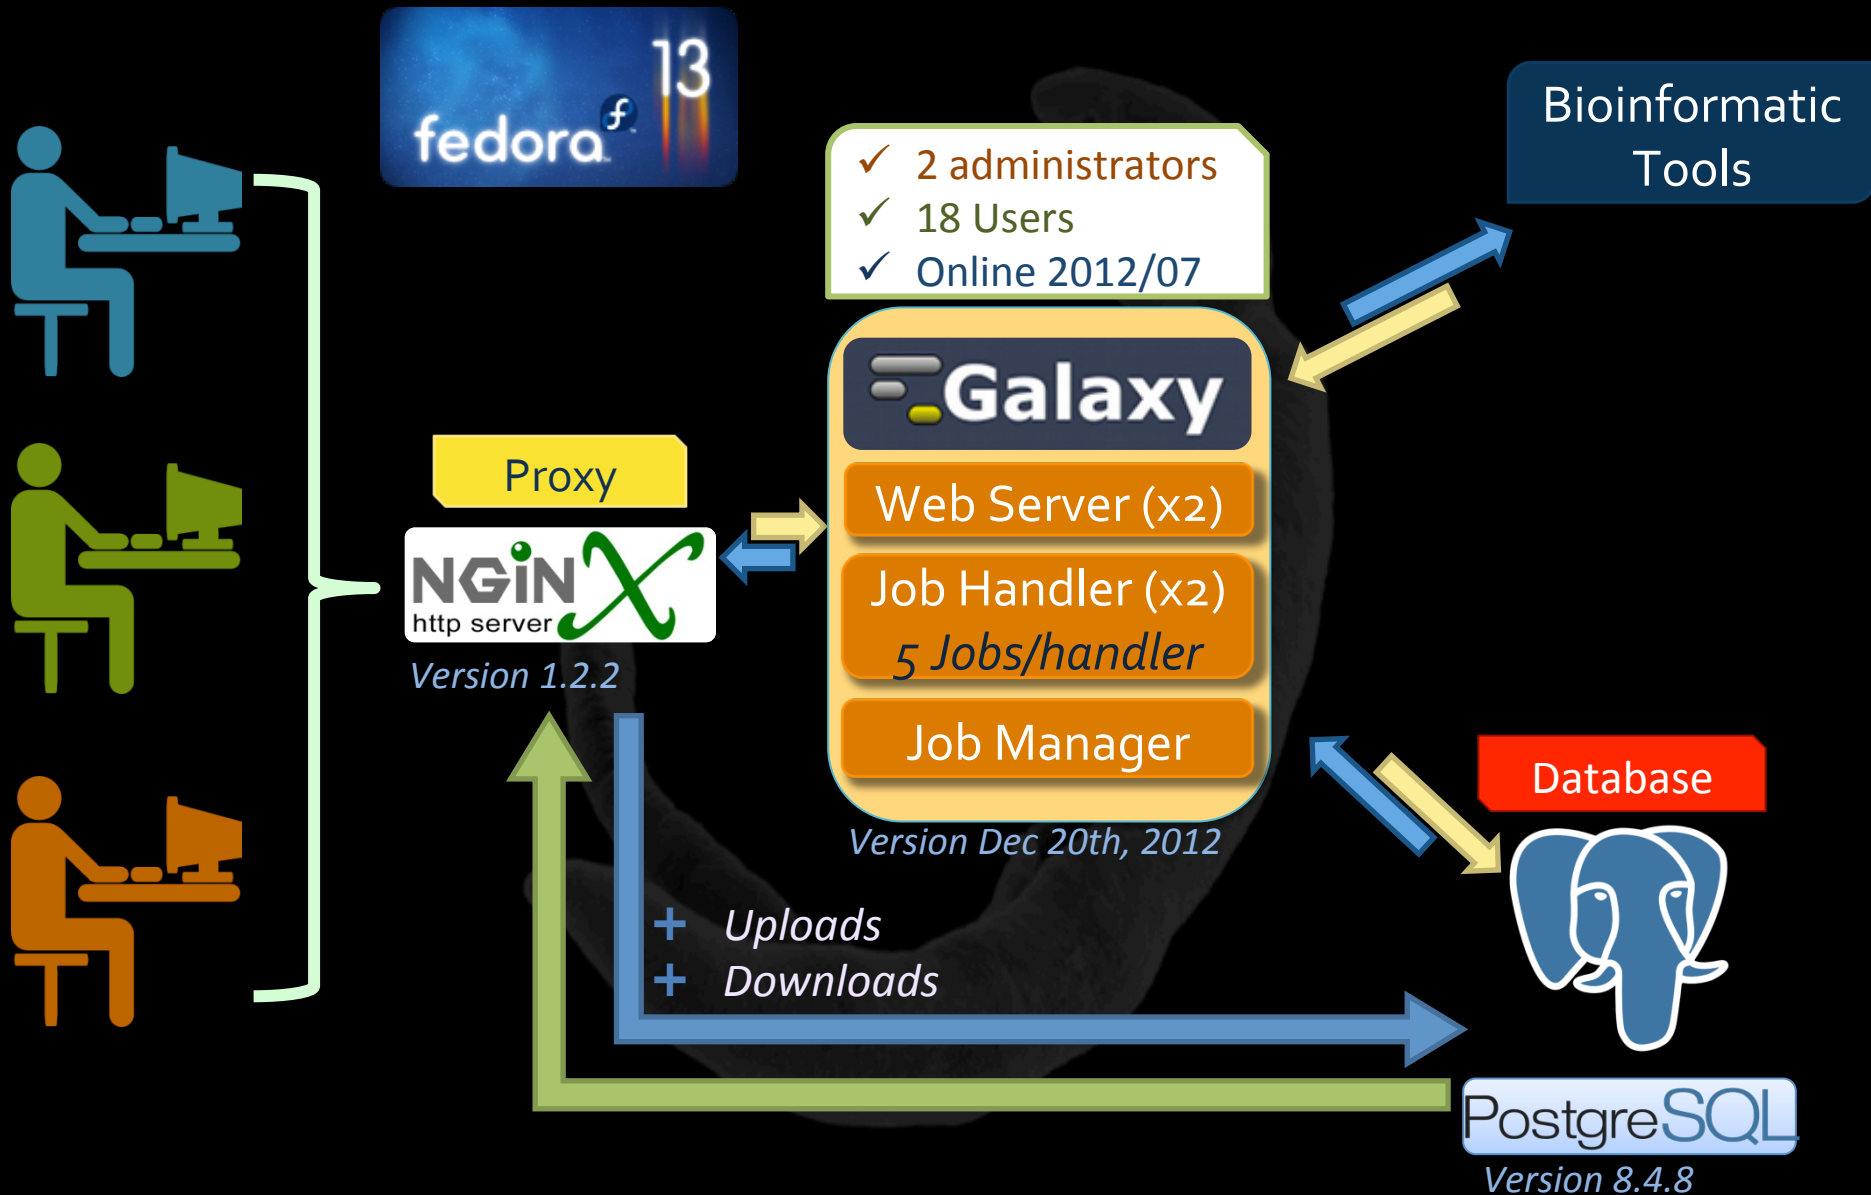 fedora f 13
✓ 2 administrators
✓ 18 Users
✓ Online 2012/07
Bioinformatic
Tools
Galaxy
Proxy
NGiNX
http server
Version 1.2.2
Web Server (x2)
Job Handler (x2)
5 Jobs/handler
Job Manager
Version Dec 20th, 2012
+ Uploads
+ Downloads
Database
PostgreSQL
Version 8.4.8